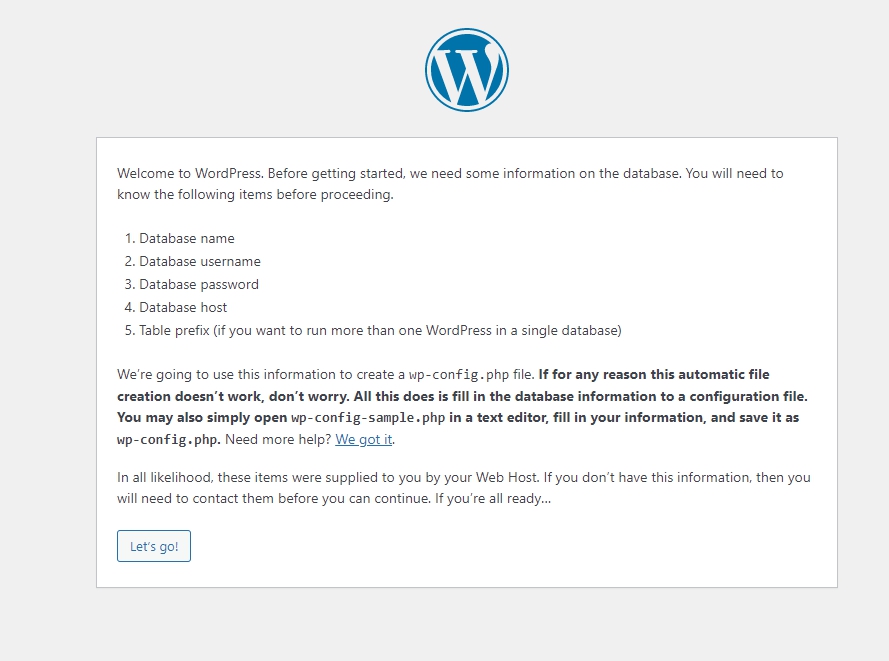 Welcome to WordPress. Before getting started, we need some information on the database. You will need to
know the following items before proceeding.
1. Database name
2. Database username
3. Database password
4. Database host
5. Table prefix (if you want to run more than one WordPress in a single database)
We’re going to use this information to create a wp-config.php file. If for any reason this automatic file
creation doesn’t work, don’t worry. All this does is fill in the database information to a configuration file.
You may also simply open wp-config-sample.php in a text editor, fill in your information, and save it as
wp-config.php. Need more help? We got it.
In all likelihood, these items were supplied to you by your Web Host. If you don’t have this information, then you
will need to contact them before you can continue. If you’re all ready…
Let’s go!